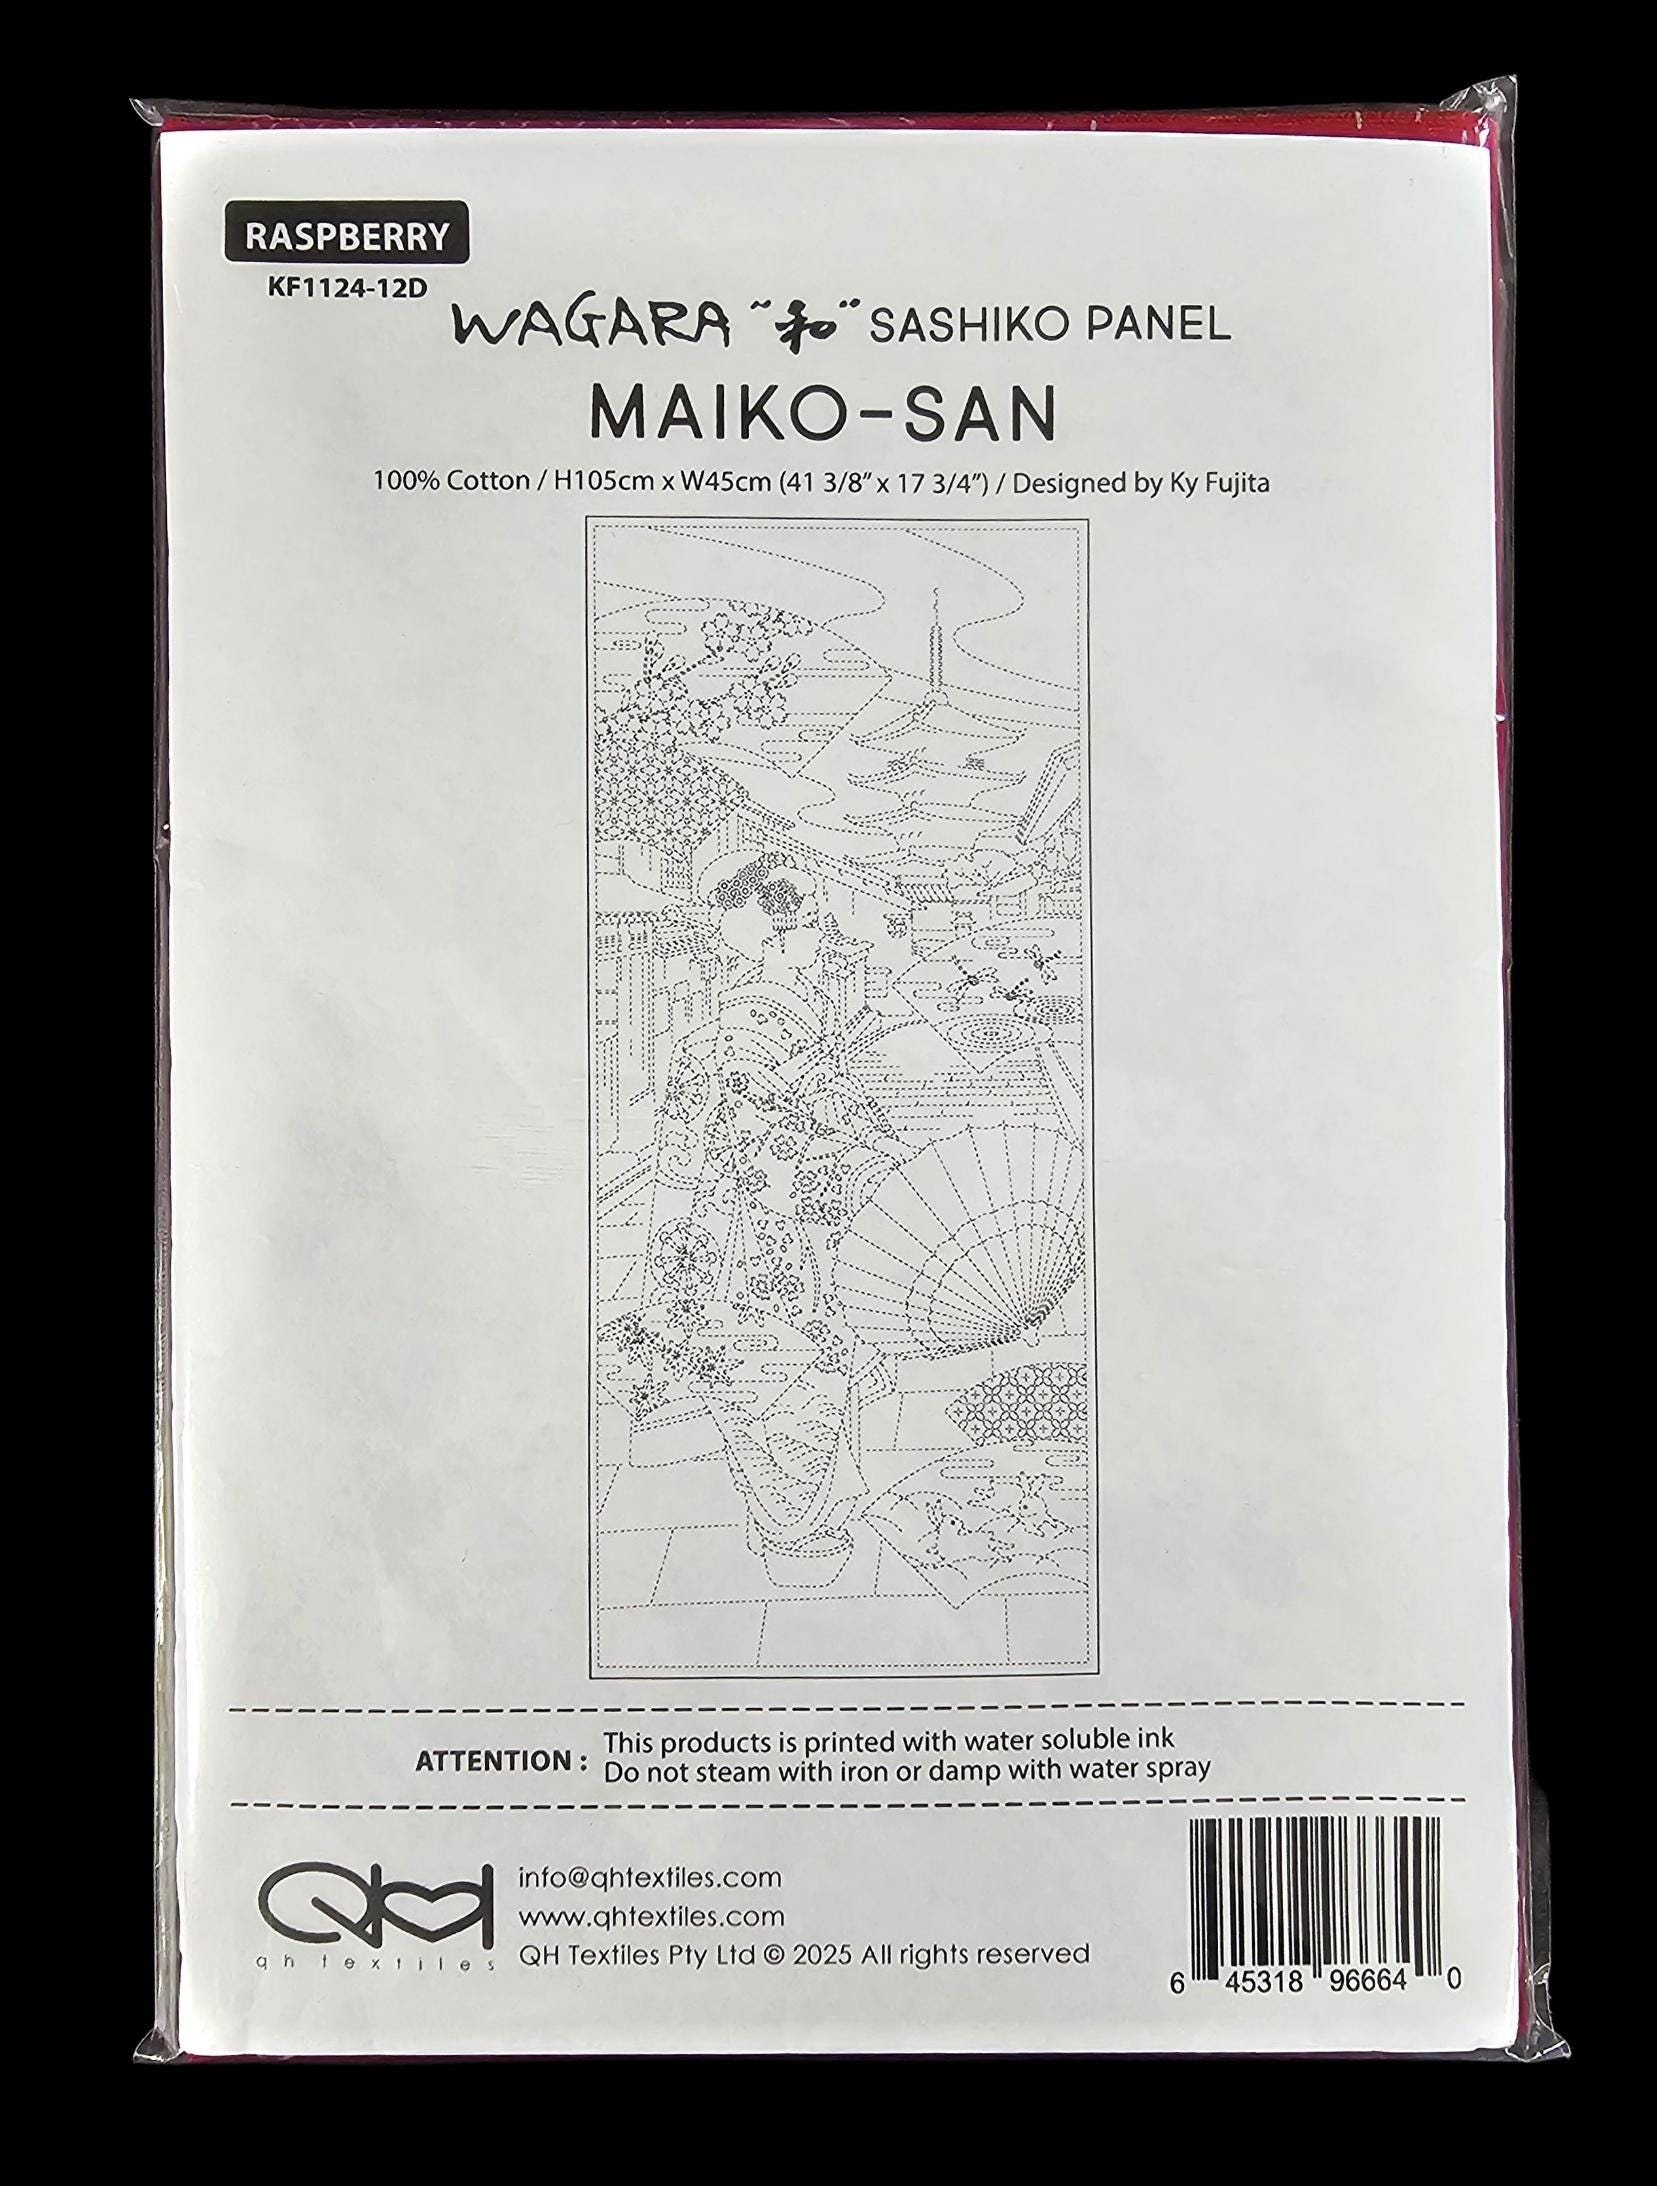 RASPBERRY
KF1124-12D
WAGARA "和" SASHIKO PANEL
MAIKO-SAN
100% Cotton / H105cm x W45cm (41 3/8" x 17 3/4") / Designed by Ky Fujita
ATTENTION : This products is printed with water soluble ink
Do not steam with iron or damp with water spray
QH
qh textiles
info@qhtextiles.com
www.qhtextiles.com
QH Textiles Pty Ltd © 2025 All rights reserved
6 45318 96664 0